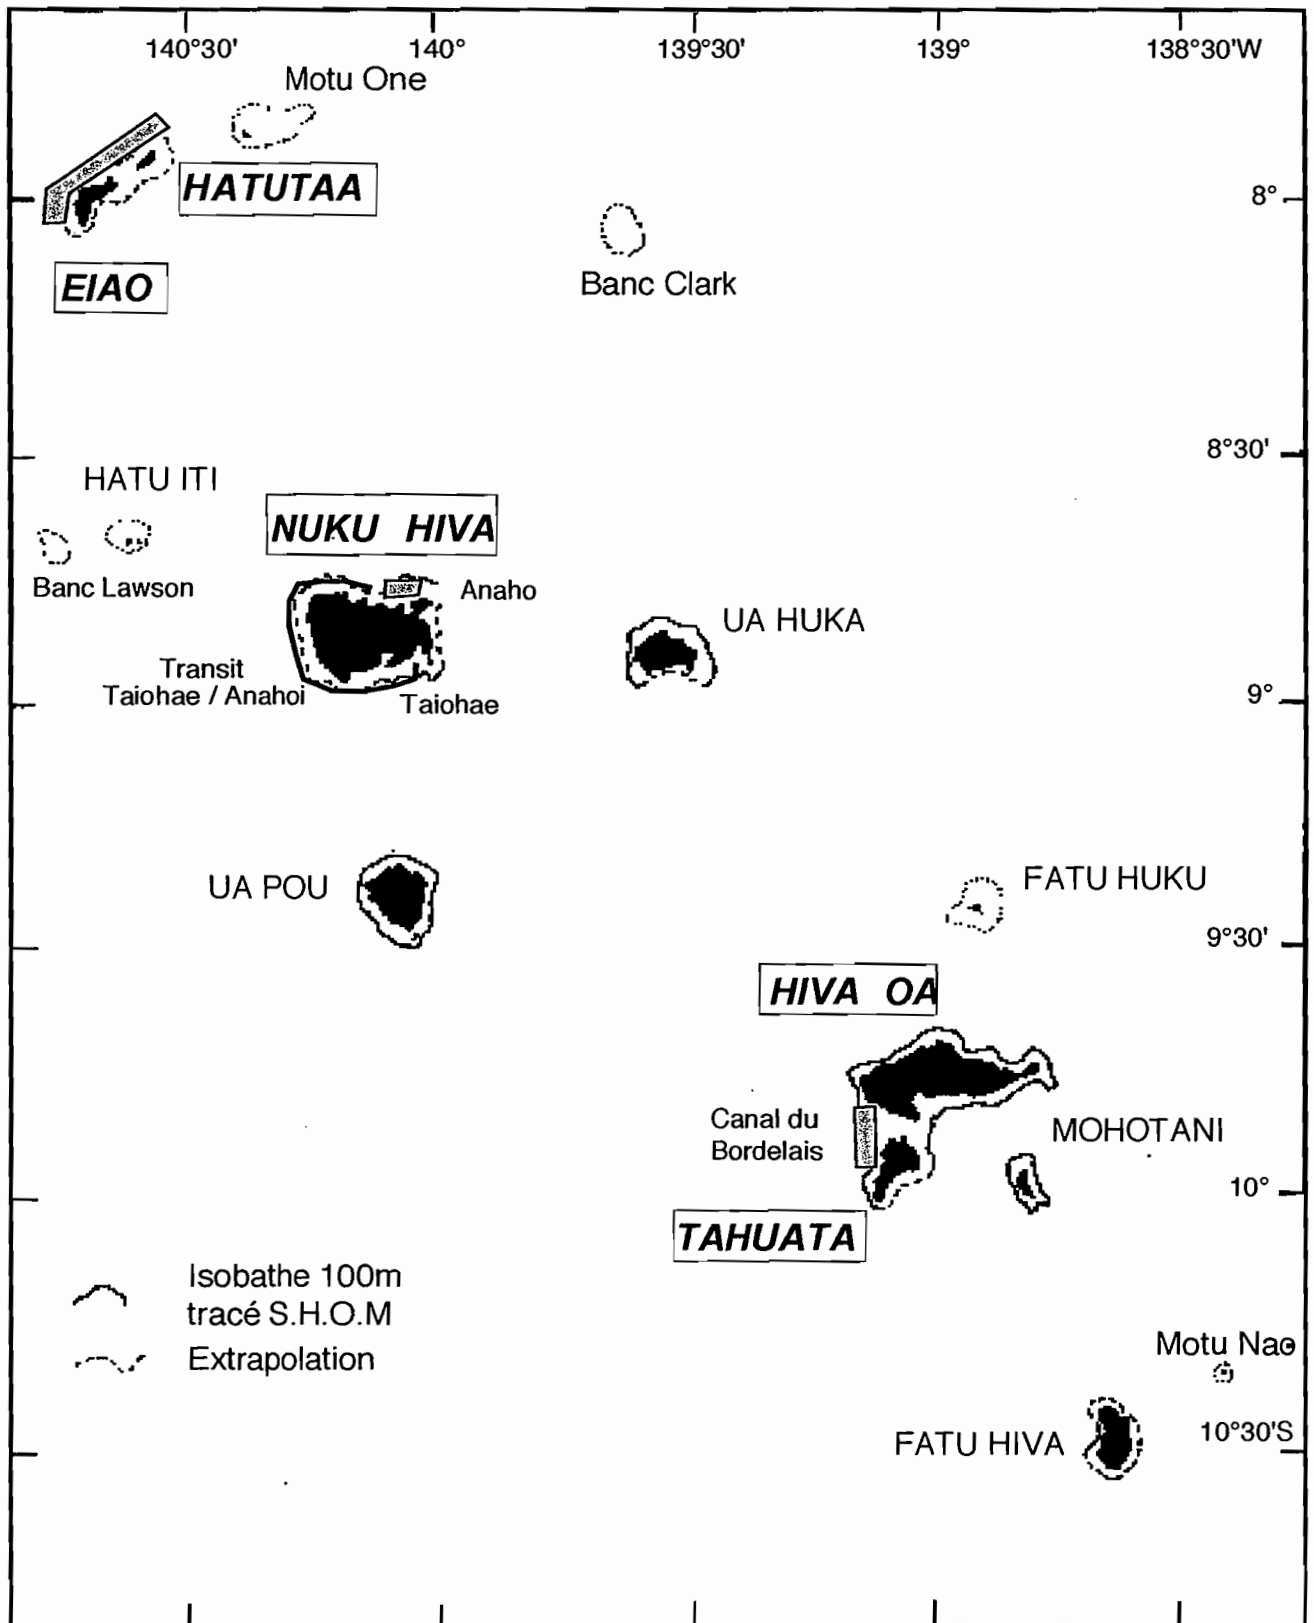 140°30'
140°
139°30'
139°
138°30'W
Motu One
HATUTAA
8°
EIAO
Banc Clark
8°30'
HATU ITI
NUKU HIVA
Banc Lawson
Anaho
UA HUKA
Transit
Taiohae / Anahoi
Taiohae
9°
UA POU
FATU HUKU
9°30'
HIVA OA
Canal du
Bordelais
MOHOTANI
10°
TAHUATA
Isobathe 100m
tracé S.H.O.M
Extrapolation
Motu Nao
10°30'S
FATU HIVA